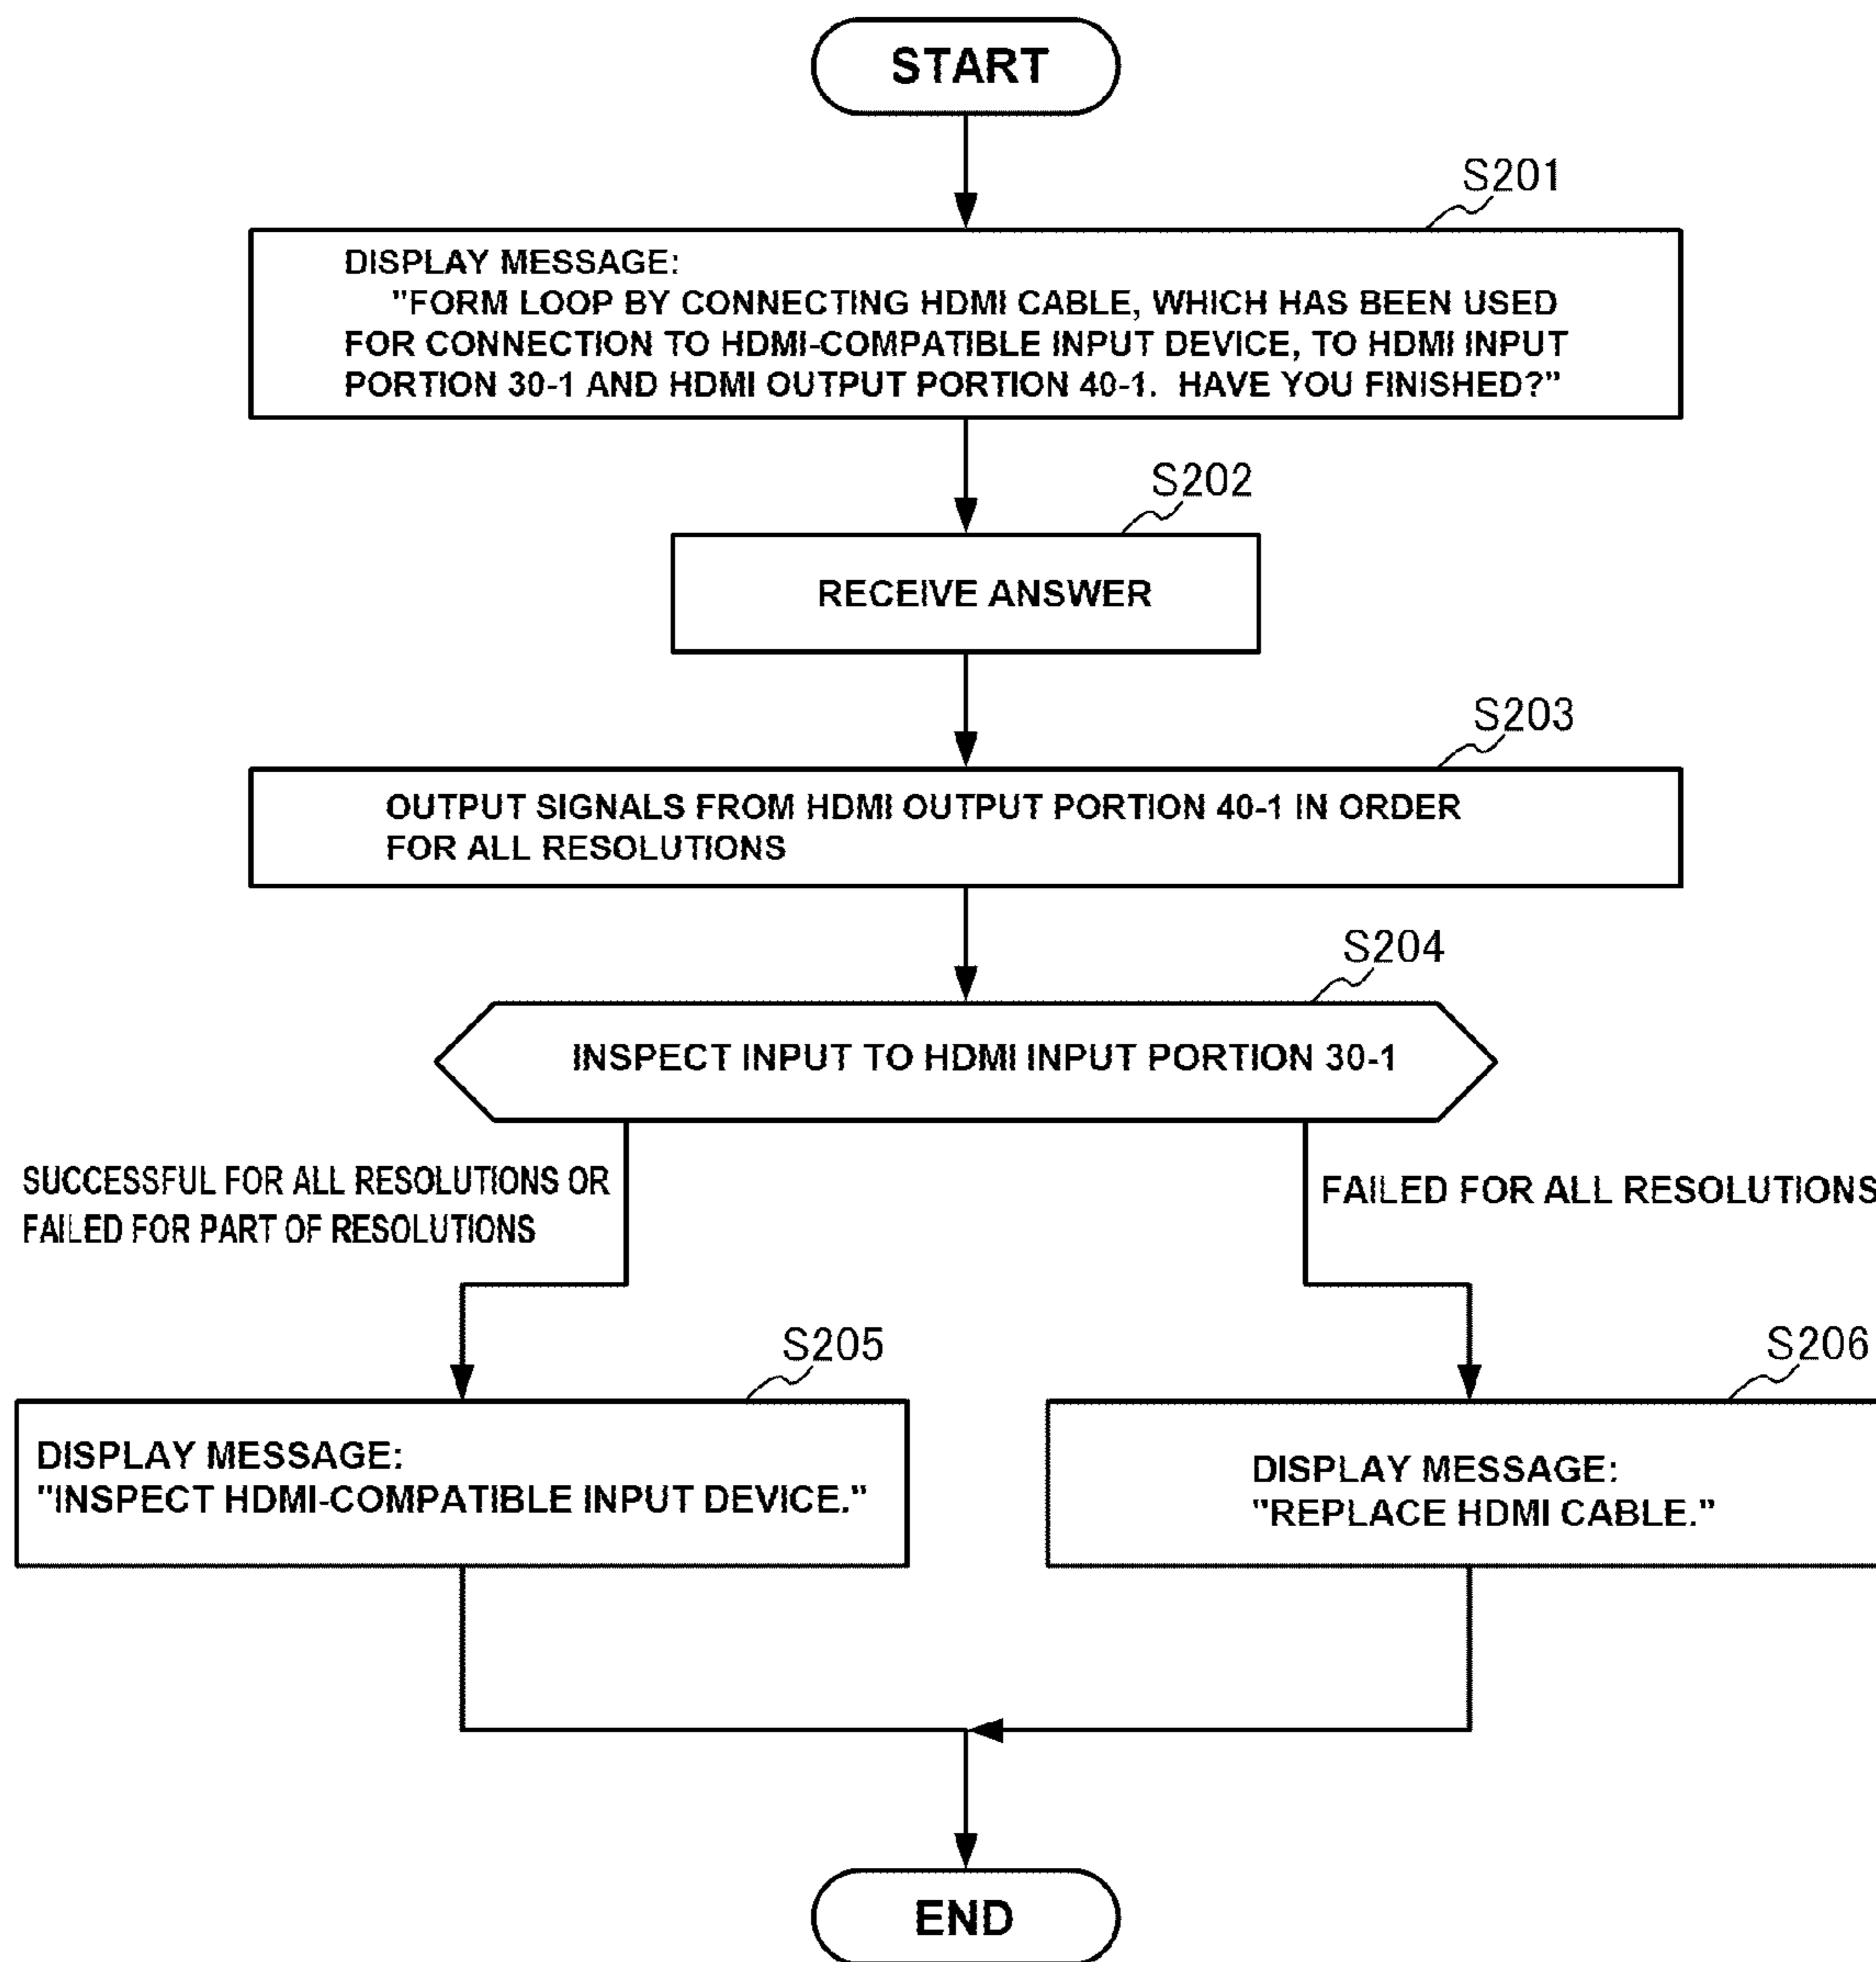 START
S201
DISPLAY MESSAGE:
"FORM LOOP BY CONNECTING HDMI CABLE, WHICH HAS BEEN USED
FOR CONNECTION TO HDMI-COMPATIBLE INPUT DEVICE, TO HDMI INPUT
PORTION 30-1 AND HDMI OUTPUT PORTION 40-1. HAVE YOU FINISHED?"
S202
RECEIVE ANSWER
S203
OUTPUT SIGNALS FROM HDMI OUTPUT PORTION 40-1 IN ORDER
FOR ALL RESOLUTIONS
S204
INSPECT INPUT TO HDMI INPUT PORTION 30-1
SUCCESSFUL FOR ALL RESOLUTIONS OR
FAILED FOR PART OF RESOLUTIONS
FAILED FOR ALL RESOLUTIONS
S205
DISPLAY MESSAGE:
"INSPECT HDMI-COMPATIBLE INPUT DEVICE."
S206
DISPLAY MESSAGE:
"REPLACE HDMI CABLE."
END